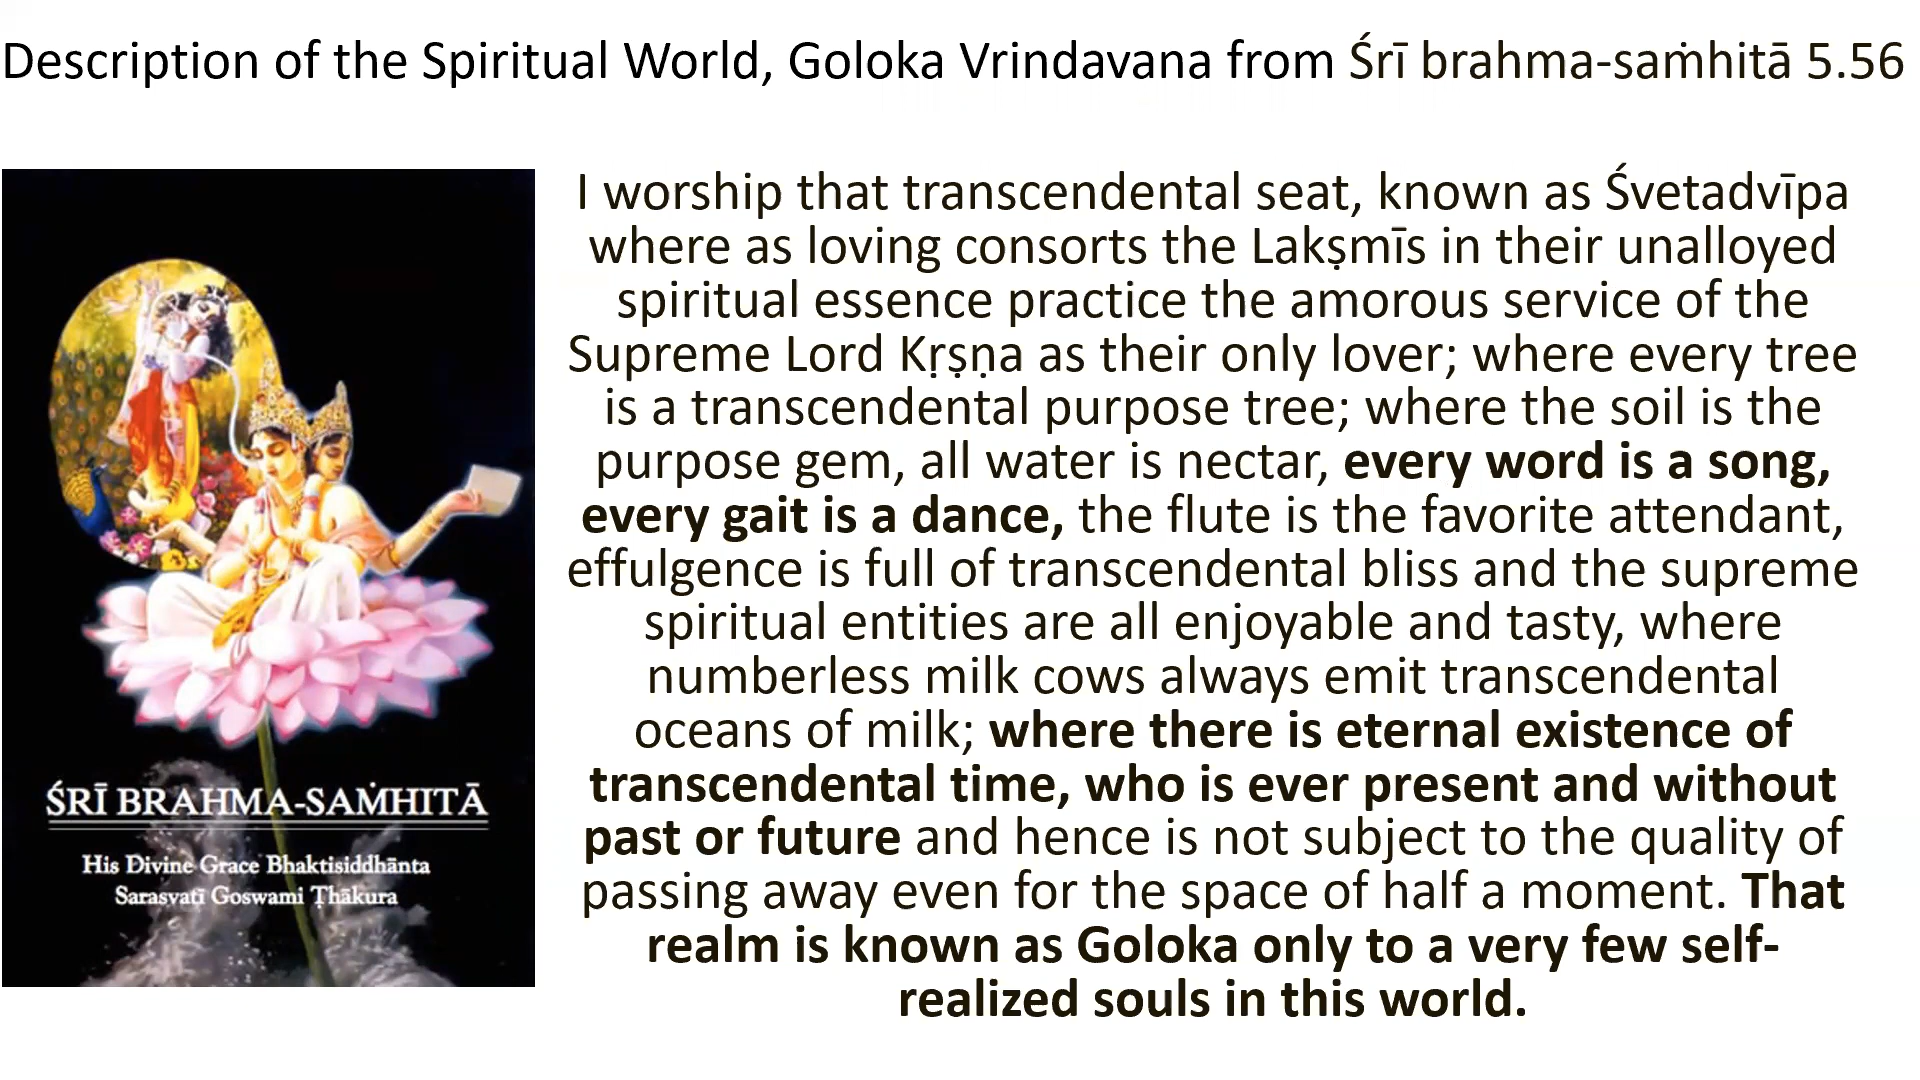 Description of the Spiritual World, Goloka Vrindavana from Śrī brahma-saṁhitā 5.56
I worship that transcendental seat, known as Śvetadvīpa
where as loving consorts the Lakṣmīs in their unalloyed
spiritual essence practice the amorous service of the
Supreme Lord Kṛṣṇa as their only lover; where every tree
is a transcendental purpose tree; where the soil is the
purpose gem, all water is nectar, every word is a song,
every gait is a dance, the flute is the favorite attendant,
effulgence is full of transcendental bliss and the supreme
spiritual entities are all enjoyable and tasty, where
numberless milk cows always emit transcendental
oceans of milk; where there is eternal existence of
transcendental time, who is ever present and without
past or future and hence is not subject to the quality of
passing away even for the space of half a moment. That
realm is known as Goloka only to a very few self-
realized souls in this world.
ŚRĪ BRAHMA-SAṀHITĀ
His Divine Grace Bhaktisiddhānta
Sarasvatī Goswami Ṭhākura